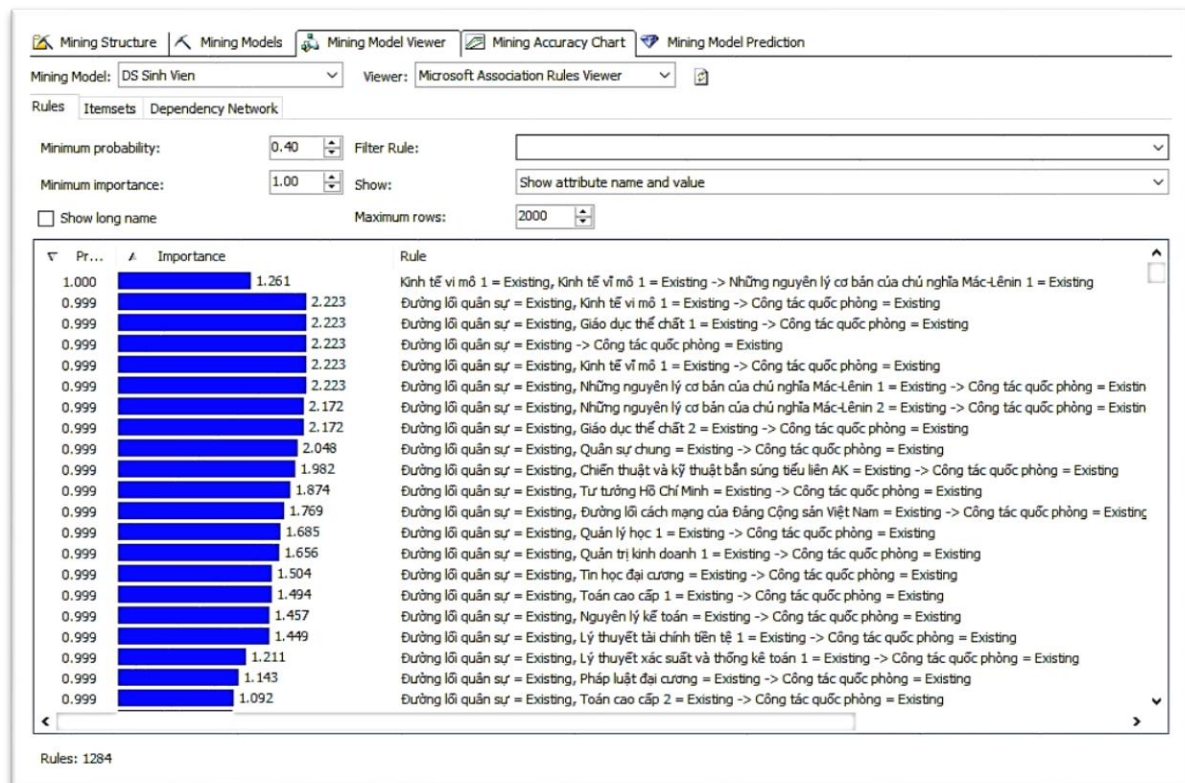 Mining Structure Mining Models Mining Model Viewer Mining Accuracy Chart Mining Model Prediction
Mining Model: DS Sinh Vien Viewer: Microsoft Association Rules Viewer
Rules Itemsets Dependency Network
Minimum probability: 0.40 Filter Rule:
Minimum importance: 1.00 Show: Show attribute name and value
Show long name Maximum rows: 2000
Pr... Importance Rule
1.000 1.261 Kinh tế vi mô 1 = Existing, Kinh tế vĩ mô 1 = Existing -> Những nguyên lý cơ bản của chủ nghĩa Mác-Lênin 1 = Existing
0.999 2.223 Đường lối quân sự = Existing, Kinh tế vi mô 1 = Existing -> Công tác quốc phòng = Existing
0.999 2.223 Đường lối quân sự = Existing, Giáo dục thể chất 1 = Existing -> Công tác quốc phòng = Existing
0.999 2.223 Đường lối quân sự = Existing -> Công tác quốc phòng = Existing
0.999 2.223 Đường lối quân sự = Existing, Kinh tế vĩ mô 1 = Existing -> Công tác quốc phòng = Existing
0.999 2.223 Đường lối quân sự = Existing, Những nguyên lý cơ bản của chủ nghĩa Mác-Lênin 1 = Existing -> Công tác quốc phòng = Existin
0.999 2.172 Đường lối quân sự = Existing, Những nguyên lý cơ bản của chủ nghĩa Mác-Lênin 2 = Existing -> Công tác quốc phòng = Existin
0.999 2.172 Đường lối quân sự = Existing, Giáo dục thể chất 2 = Existing -> Công tác quốc phòng = Existing
0.999 2.048 Đường lối quân sự = Existing, Quân sự chung = Existing -> Công tác quốc phòng = Existing
0.999 1.982 Đường lối quân sự = Existing, Chiến thuật và kỹ thuật bắn súng tiểu liên AK = Existing -> Công tác quốc phòng = Existing
0.999 1.874 Đường lối quân sự = Existing, Tư tưởng Hồ Chí Minh = Existing -> Công tác quốc phòng = Existing
0.999 1.769 Đường lối quân sự = Existing, Đường lối cách mạng của Đảng Cộng sản Việt Nam = Existing -> Công tác quốc phòng = Existing
0.999 1.685 Đường lối quân sự = Existing, Quản lý học 1 = Existing -> Công tác quốc phòng = Existing
0.999 1.656 Đường lối quân sự = Existing, Quản trị kinh doanh 1 = Existing -> Công tác quốc phòng = Existing
0.999 1.504 Đường lối quân sự = Existing, Tin học đại cương = Existing -> Công tác quốc phòng = Existing
0.999 1.494 Đường lối quân sự = Existing, Toán cao cấp 1 = Existing -> Công tác quốc phòng = Existing
0.999 1.457 Đường lối quân sự = Existing, Nguyên lý kế toán = Existing -> Công tác quốc phòng = Existing
0.999 1.449 Đường lối quân sự = Existing, Lý thuyết tài chính tiền tệ 1 = Existing -> Công tác quốc phòng = Existing
0.999 1.211 Đường lối quân sự = Existing, Lý thuyết xác suất và thống kê toán 1 = Existing -> Công tác quốc phòng = Existing
0.999 1.143 Đường lối quân sự = Existing, Pháp luật đại cương = Existing -> Công tác quốc phòng = Existing
0.999 1.092 Đường lối quân sự = Existing, Toán cao cấp 2 = Existing -> Công tác quốc phòng = Existing
Rules: 1284